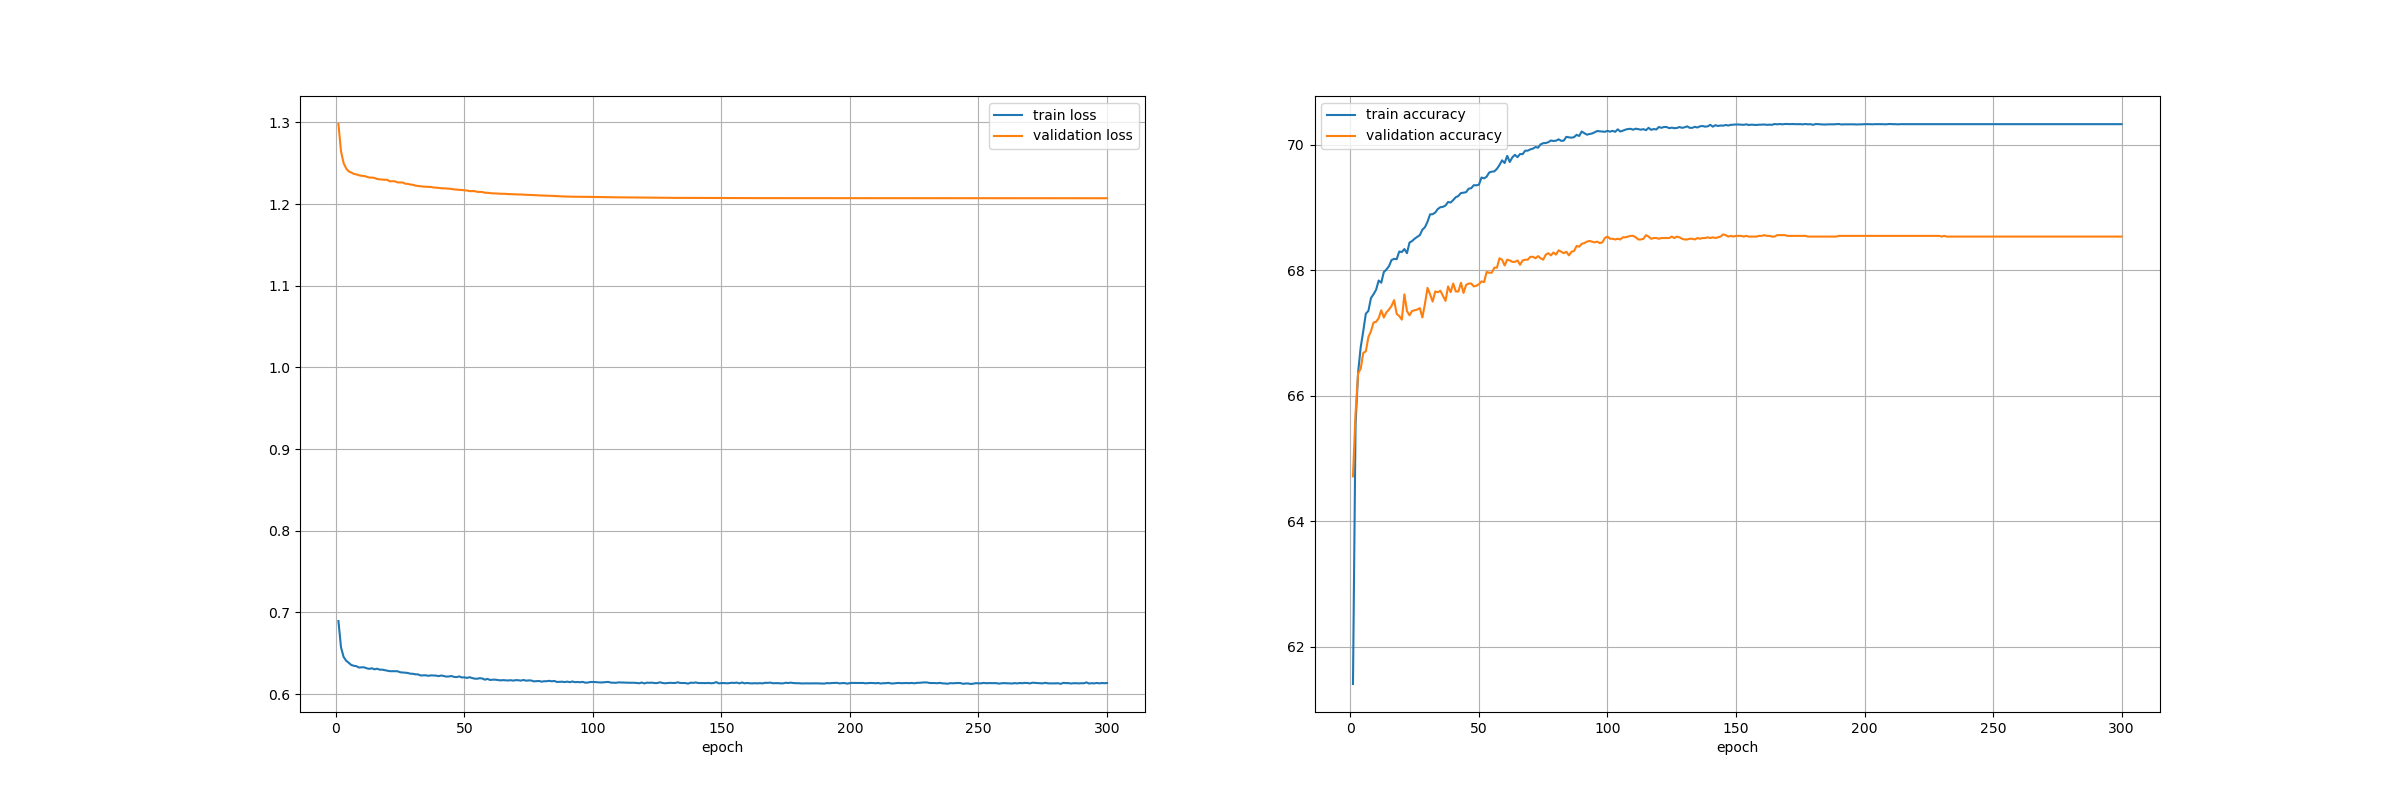 train loss
validation loss
1.3
1.2
1.1
1.0
0.9
0.8
0.7
0.6
0 50 100 150 200 250 300
epoch
train accuracy
validation accuracy
70
68
66
64
62
0 50 100 150 200 250 300
epoch